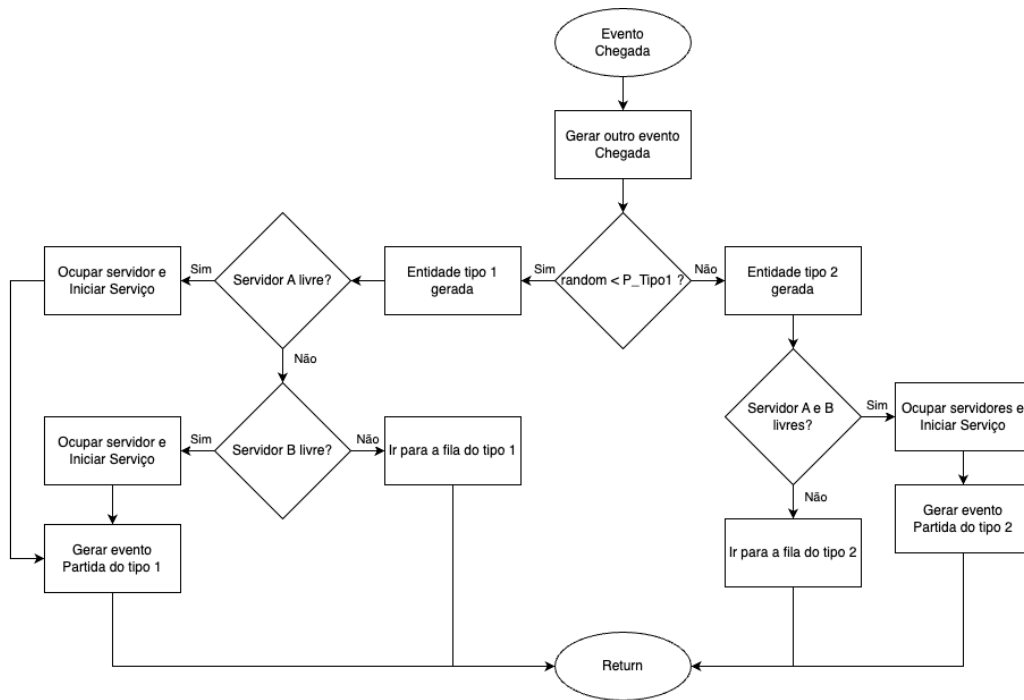 Evento
Chegada
Gerar outro evento
Chegada
random < P_Tipo1 ?
Sim
Não
Entidade tipo 1
gerada
Entidade tipo 2
gerada
Servidor A livre?
Sim
Ocupar servidor e
Iniciar Serviço
Não
Servidor B livre?
Sim
Ocupar servidor e
Iniciar Serviço
Não
Ir para a fila do tipo 1
Gerar evento
Partida do tipo 1
Servidor A e B
livres?
Sim
Ocupar servidores e
Iniciar Serviço
Não
Ir para a fila do tipo 2
Gerar evento
Partida do tipo 2
Return